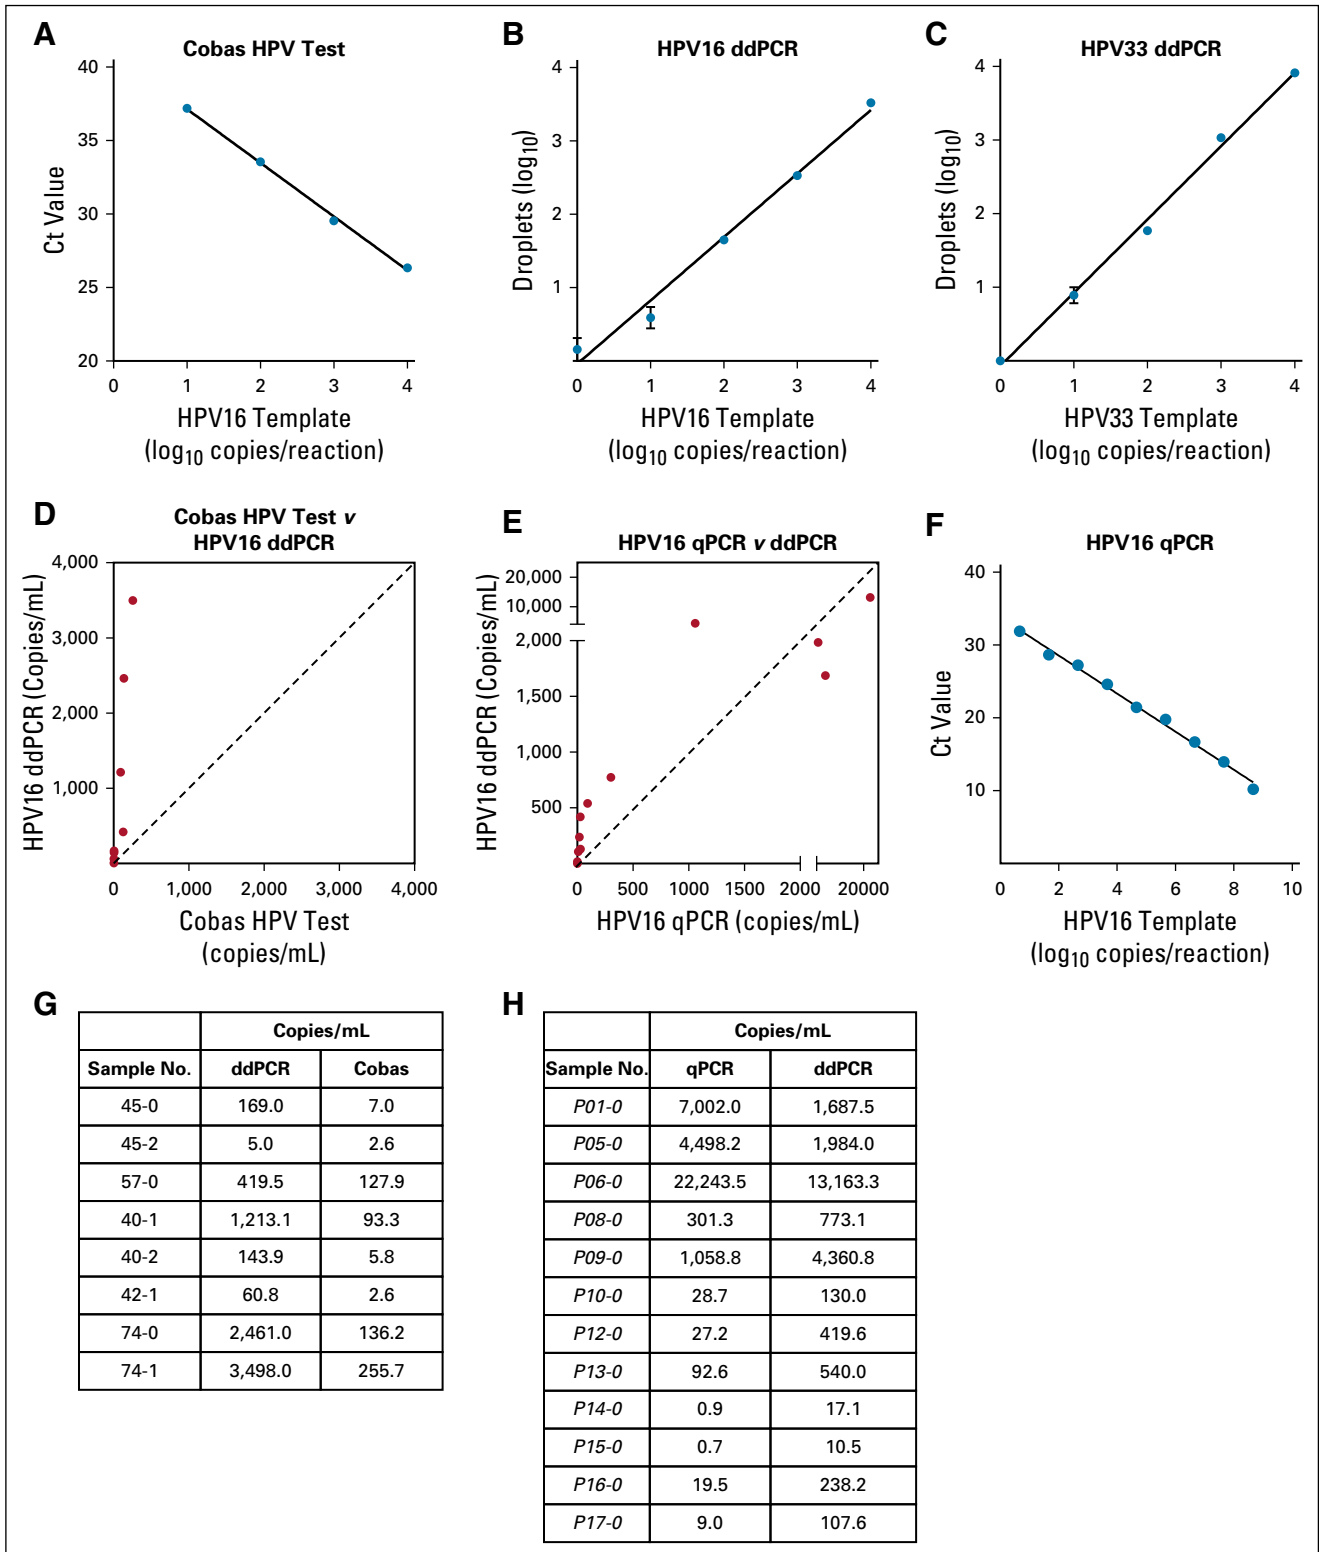 A
Cobas HPV Test
40
35
30
25
20
Ct Value
0 1 2 3 4
HPV16 Template
(log10 copies/reaction)
B
HPV16 ddPCR
4
3
2
1
Droplets (log10)
0 1 2 3 4
HPV16 Template
(log10 copies/reaction)
C
HPV33 ddPCR
4
3
2
1
Droplets (log10)
0 1 2 3 4
HPV33 Template
(log10 copies/reaction)
D
Cobas HPV Test v
HPV16 ddPCR
4,000
3,000
2,000
1,000
HPV16 ddPCR (Copies/mL)
0 1,000 2,000 3,000 4,000
Cobas HPV Test
(copies/mL)
E
HPV16 qPCR v ddPCR
20,000
10,000
2,000
1,500
1,000
500
HPV16 ddPCR (Copies/mL)
0 500 1000 1500 2000 20000
HPV16 qPCR (copies/mL)
F
HPV16 qPCR
40
30
20
10
Ct Value
0 2 4 6 8 10
HPV16 Template
(log10 copies/reaction)
G
Copies/mL
Sample No. ddPCR Cobas
45-0 169.0 7.0
45-2 5.0 2.6
57-0 419.5 127.9
40-1 1,213.1 93.3
40-2 143.9 5.8
42-1 60.8 2.6
74-0 2,461.0 136.2
74-1 3,498.0 255.7
H
Copies/mL
Sample No. qPCR ddPCR
P01-0 7,002.0 1,687.5
P05-0 4,498.2 1,984.0
P06-0 22,243.5 13,163.3
P08-0 301.3 773.1
P09-0 1,058.8 4,360.8
P10-0 28.7 130.0
P12-0 27.2 419.6
P13-0 92.6 540.0
P14-0 0.9 17.1
P15-0 0.7 10.5
P16-0 19.5 238.2
P17-0 9.0 107.6